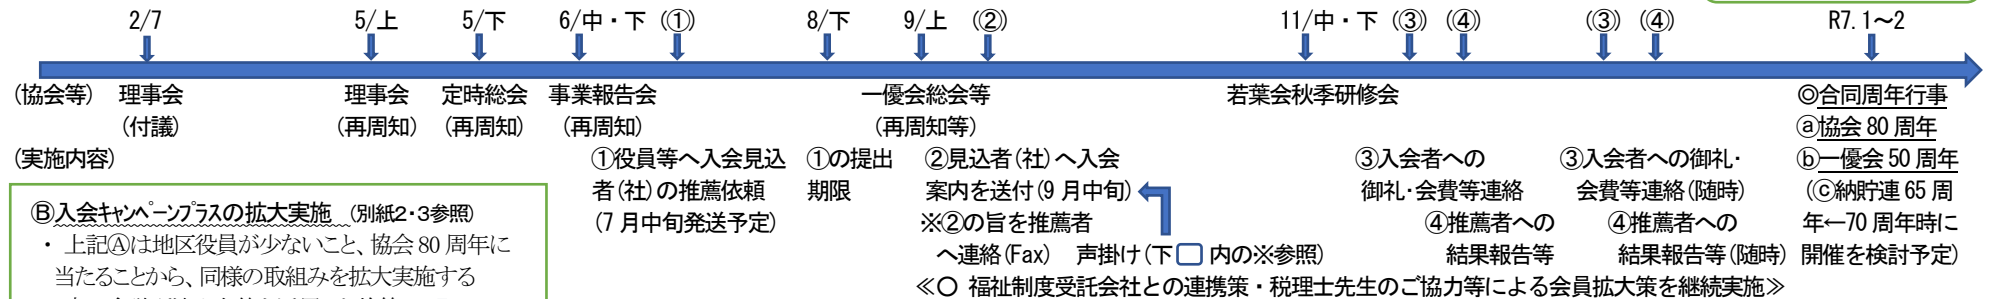 2/7 5/上 5/下 6/中・下 (①) 8/下 9/上 (②) 11/中・下 (③) (④) (③) (④) R7.1～2
(協会等) 理事会 理事会 定時総会 事業報告会 一優会総会等 若葉会秋季研修会 ◎合同周年行事
(付議) (再周知) (再周知) (再周知) (再周知等) ⓐ協会80周年
(実施内容) ①役員等へ入会見込 ①の提出 ②見込者(社)へ入会 ③入会者への ③入会者への御礼・ ⓑ一優会50周年
者(社)の推薦依頼 期限 案内を送付(9月中旬) 御礼・会費等連絡 会費等連絡(随時) (ⓒ納貯連65周
(7月中旬発送予定) ※②の旨を推薦者 ④推薦者への ④推薦者への 年←70周年時に
へ連絡(Fax) 声掛け(下 内の※参照) 結果報告等 結果報告等(随時) 開催を検討予定)
≪○ 福祉制度受託会社との連携策・税理士先生のご協力等による会員拡大策を継続実施≫
Ⓑ入会キャンペーンプラスの拡大実施 (別紙2・3参照)
・上記Ⓐは地区役員が少ないこと、協会80周年に
当たることから、同様の取組みを拡大実施する